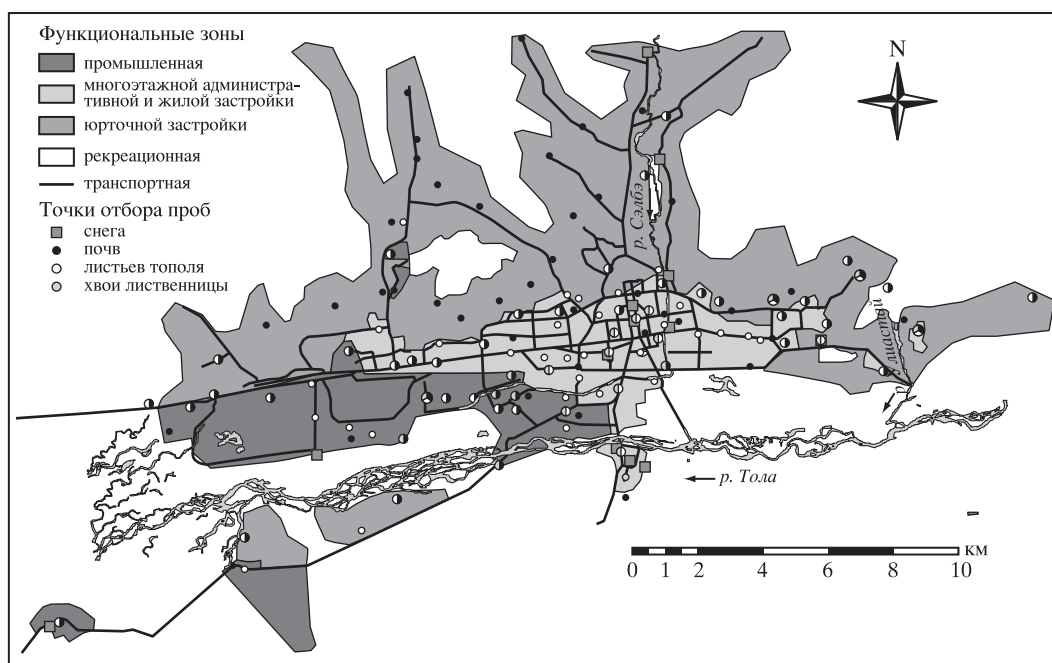 Функциональные зоны
промышленная
многоэтажной администра-
тивной и жилой застройки
юрточной застройки
рекреационная
транспортная
Точки отбора проб
снега
почв
листьев тополя
хвои лиственницы
N
р. Сэлбэ
р. Тола
км
0 1 2 4 6 8 10